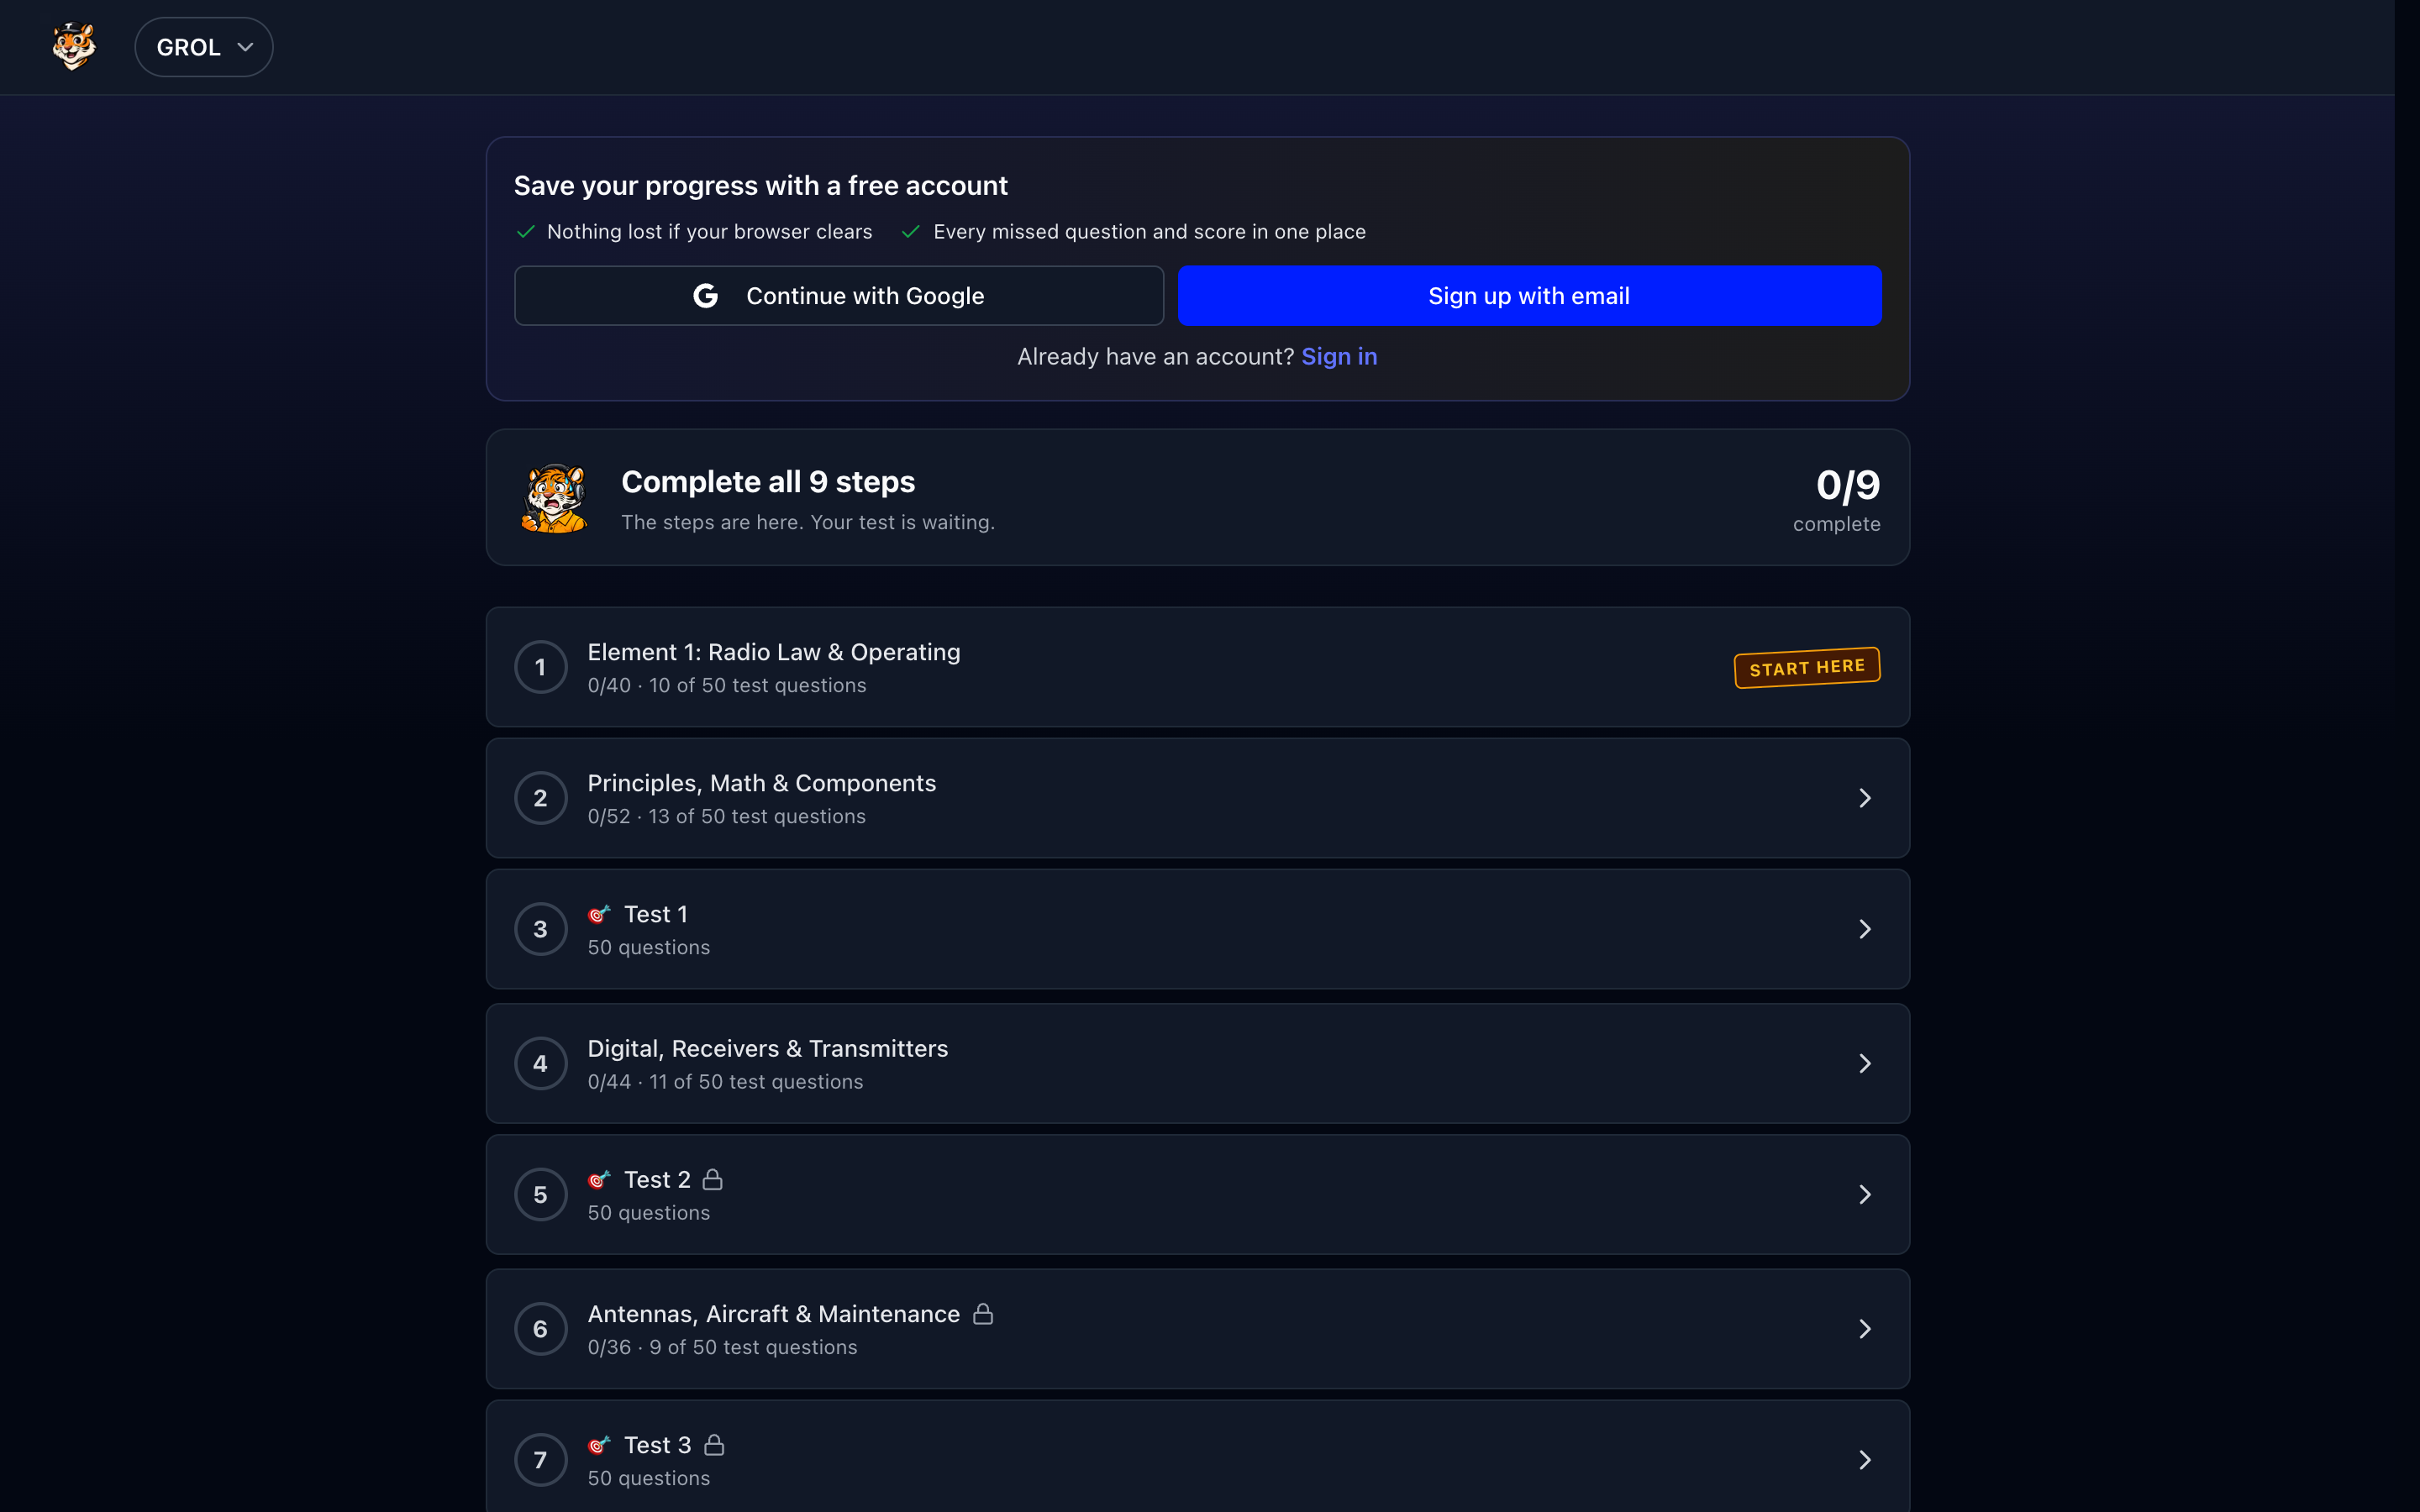 GROL
Save your progress with a free account
Nothing lost if your browser clears
Every missed question and score in one place
Continue with Google
Sign up with email
Already have an account? Sign in
Complete all 9 steps
The steps are here. Your test is waiting.
0/9
complete
1
Element 1: Radio Law & Operating
0/40 · 10 of 50 test questions
START HERE
2
Principles, Math & Components
0/52 · 13 of 50 test questions
3
Test 1
50 questions
4
Digital, Receivers & Transmitters
0/44 · 11 of 50 test questions
5
Test 2
50 questions
6
Antennas, Aircraft & Maintenance
0/36 · 9 of 50 test questions
7
Test 3
50 questions